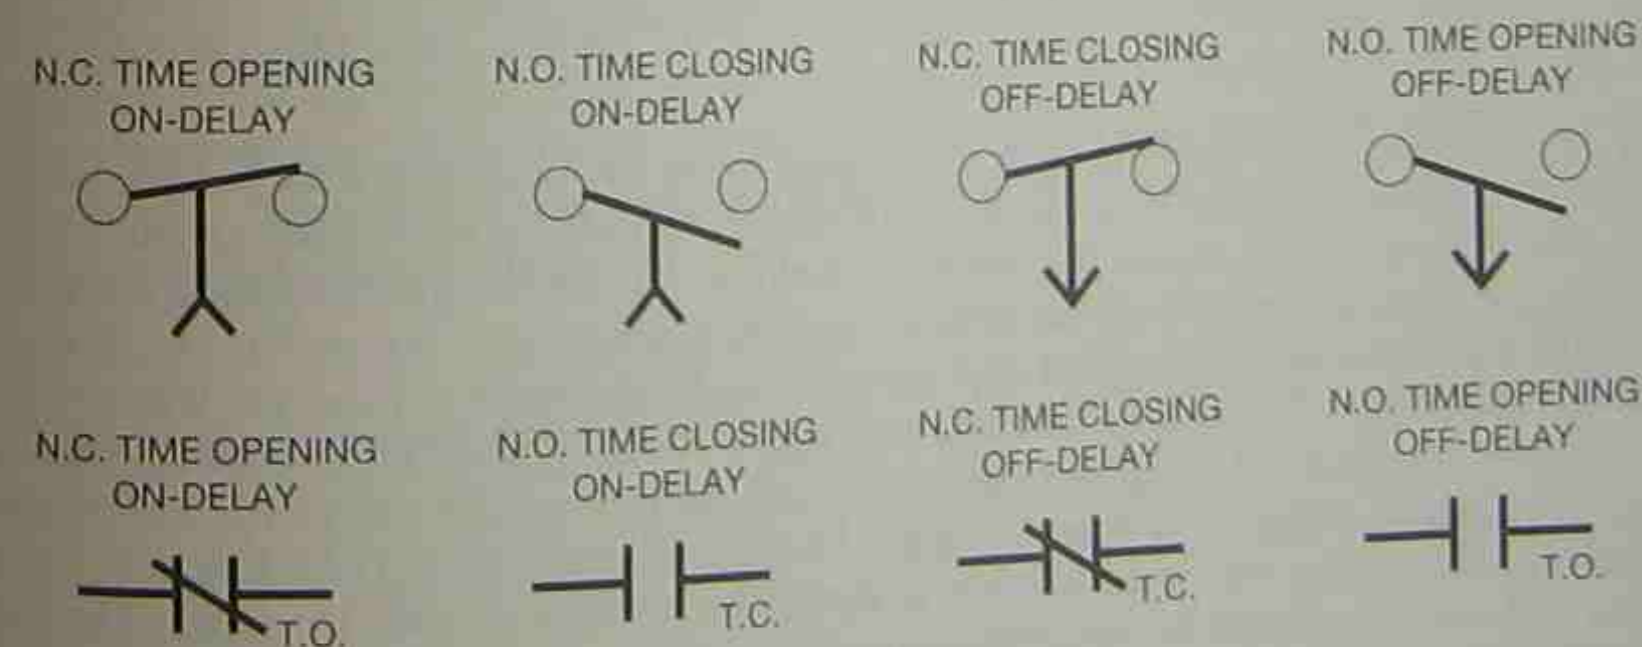 N.C. TIME OPENING
ON-DELAY
N.O. TIME CLOSING
ON-DELAY
N.C. TIME CLOSING
OFF-DELAY
N.O. TIME OPENING
OFF-DELAY
N.C. TIME OPENING
ON-DELAY
T.O.
N.O. TIME CLOSING
ON-DELAY
T.C.
N.C. TIME CLOSING
OFF-DELAY
T.C.
N.O. TIME OPENING
OFF-DELAY
T.O.